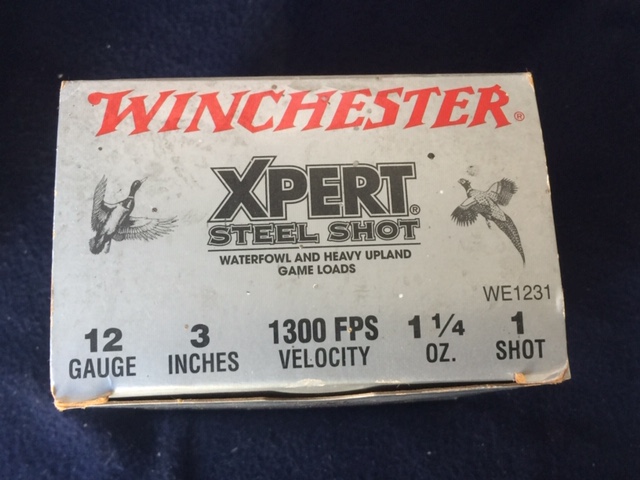 WINCHESTER®
XPERT®
STEEL SHOT
WATERFOWL AND HEAVY UPLAND
GAME LOADS
WE1231
12 3 1300 FPS 1 1/4 1
GAUGE INCHES VELOCITY OZ. SHOT